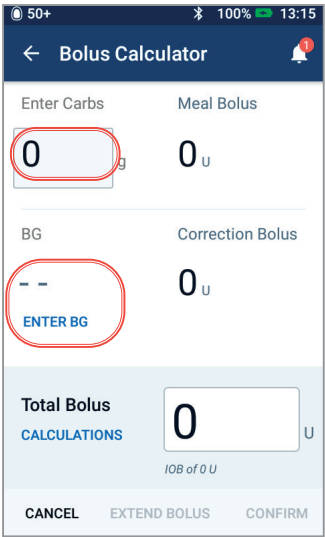 50+ 100% 13:15
← Bolus Calculator 1
Enter Carbs Meal Bolus
0 g 0 U
BG Correction Bolus
-- 0 U
ENTER BG
Total Bolus 0 U
CALCULATIONS
IOB of 0 U
CANCEL EXTEND BOLUS CONFIRM